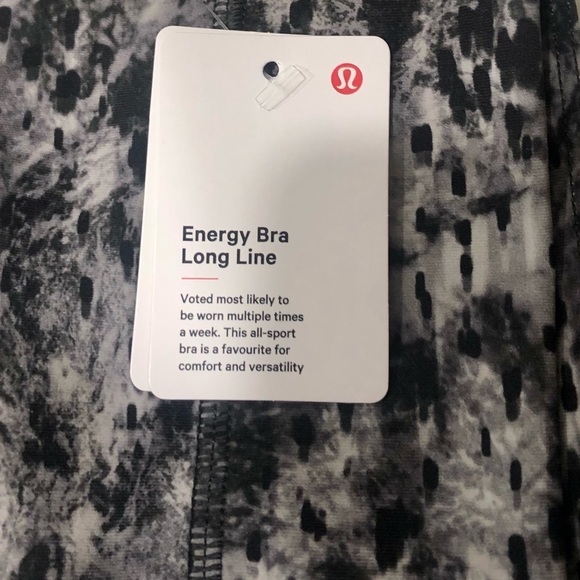 Energy Bra
Long Line
Voted most likely to
be worn multiple times
a week. This all-sport
bra is a favourite for
comfort and versatility